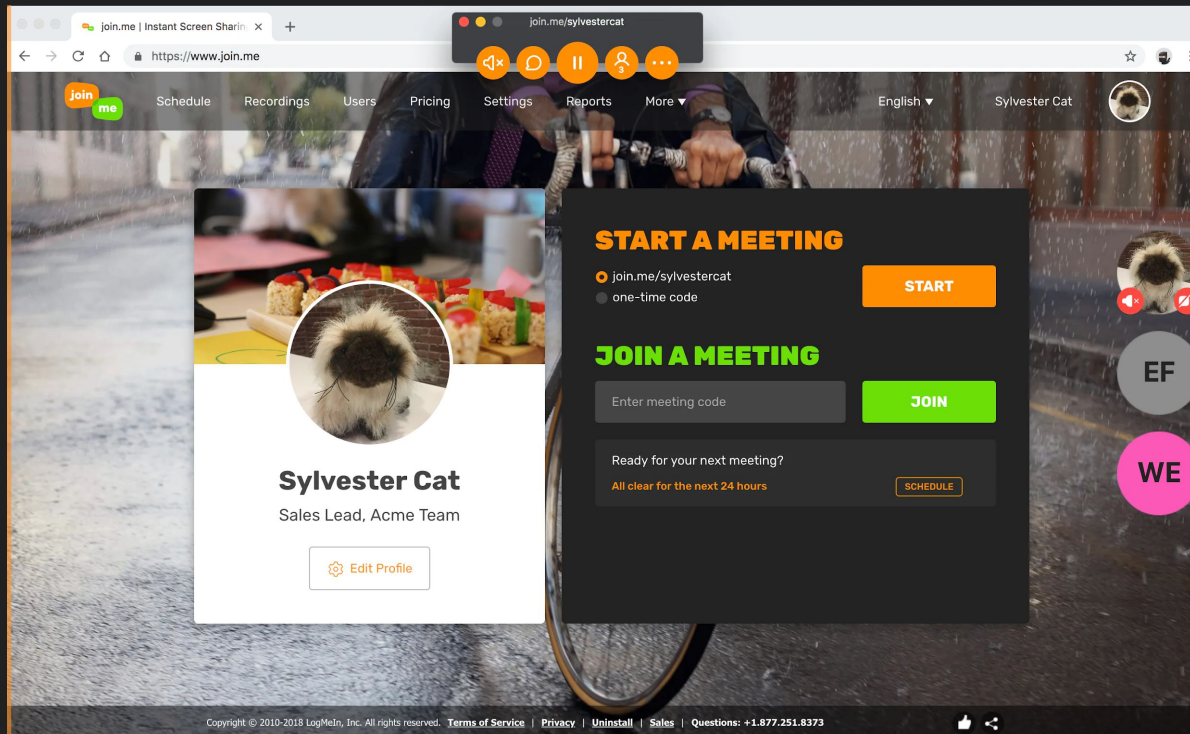 join.me | Instant Screen Sharin
join.me/sylvestercat
https://www.join.me
3
join
me
Schedule
Recordings
Users
Pricing
Settings
Reports
More ▼
English ▼
Sylvester Cat
START A MEETING
join.me/sylvestercat
one-time code
START
JOIN A MEETING
Enter meeting code
JOIN
Ready for your next meeting?
All clear for the next 24 hours
SCHEDULE
Sylvester Cat
Sales Lead, Acme Team
Edit Profile
EF
WE
Copyright © 2010-2018 LogMeIn, Inc. All rights reserved. Terms of Service | Privacy | Uninstall | Sales | Questions: +1.877.251.8373